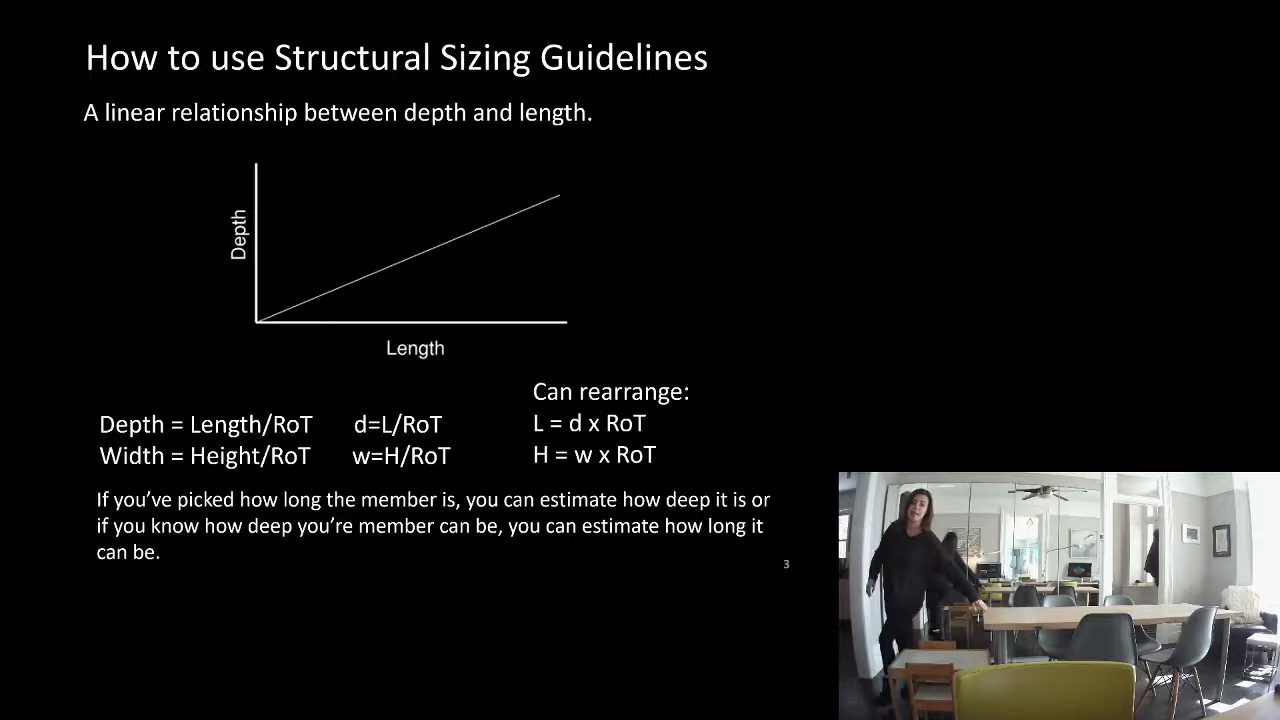 How to use Structural Sizing Guidelines
A linear relationship between depth and length.
Depth
Length
Depth = Length/RoT d=L/RoT
Width = Height/RoT w=H/RoT
Can rearrange:
L = d x RoT
H = w x RoT
If you’ve picked how long the member is, you can estimate how deep it is or
if you know how deep you’re member can be, you can estimate how long it
can be.
3